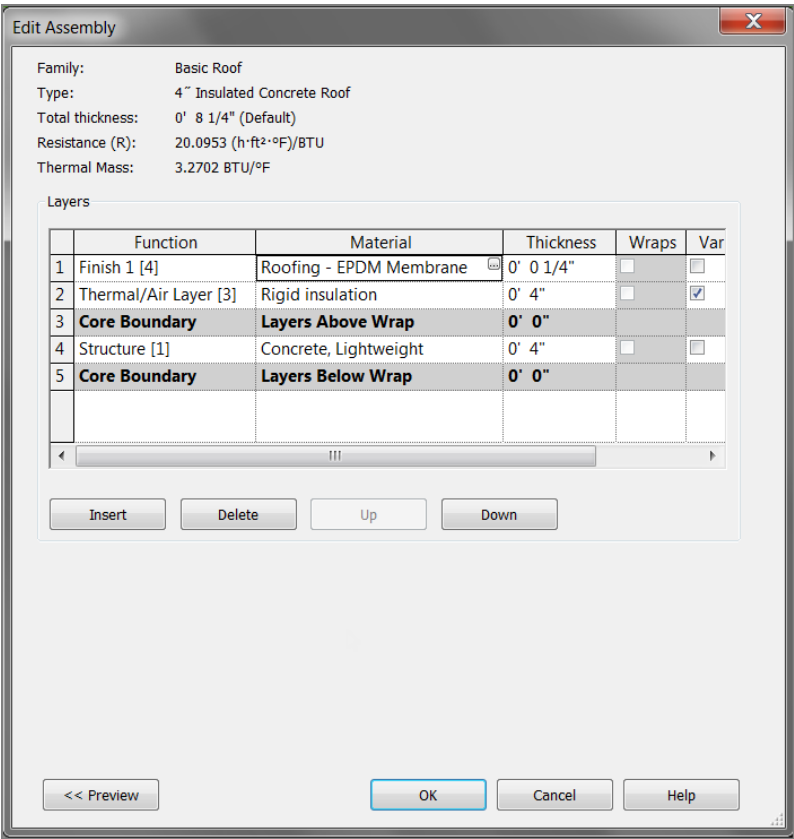 Edit Assembly
Family: Basic Roof
Type: 4˝ Insulated Concrete Roof
Total thickness: 0' 8 1/4" (Default)
Resistance (R): 20.0953 (h·ft²·°F)/BTU
Thermal Mass: 3.2702 BTU/°F
Layers
Function Material Thickness Wraps Var
1 Finish 1 [4] Roofing - EPDM Membrane ... 0' 0 1/4"
2 Thermal/Air Layer [3] Rigid insulation 0' 4"
3 Core Boundary Layers Above Wrap 0' 0"
4 Structure [1] Concrete, Lightweight 0' 4"
5 Core Boundary Layers Below Wrap 0' 0"
Insert Delete Up Down
<< Preview OK Cancel Help